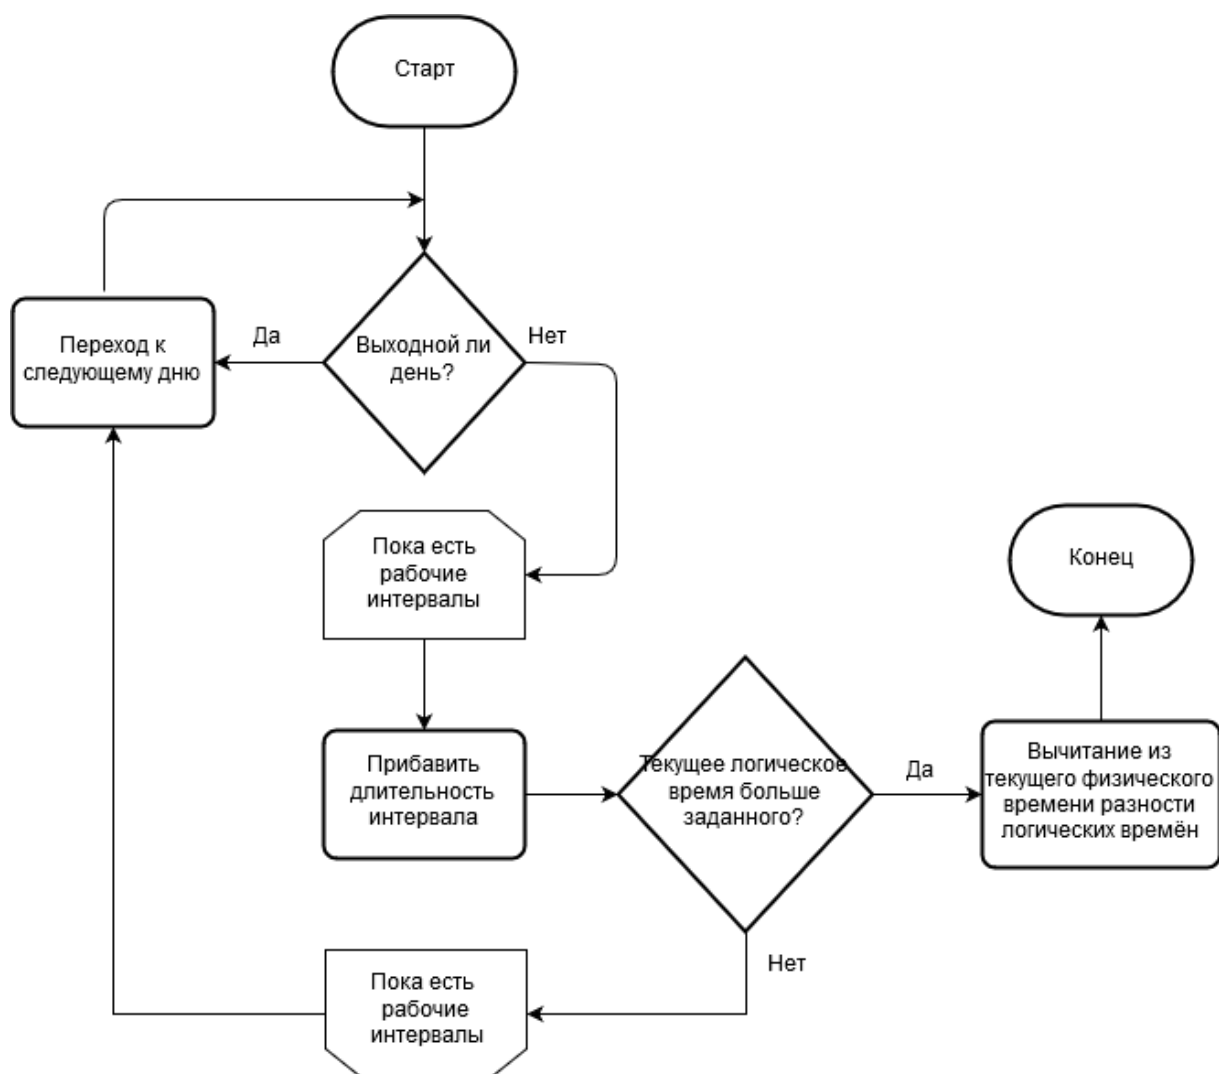 Старт
Переход к
следующему дню
Да
Выходной ли
день?
Нет
Пока есть
рабочие
интервалы
Прибавить
длительность
интервала
Текущее логическое
время больше
заданного?
Да
Вычитание из
текущего физического
времени разности
логических времён
Конец
Нет
Пока есть
рабочие
интервалы